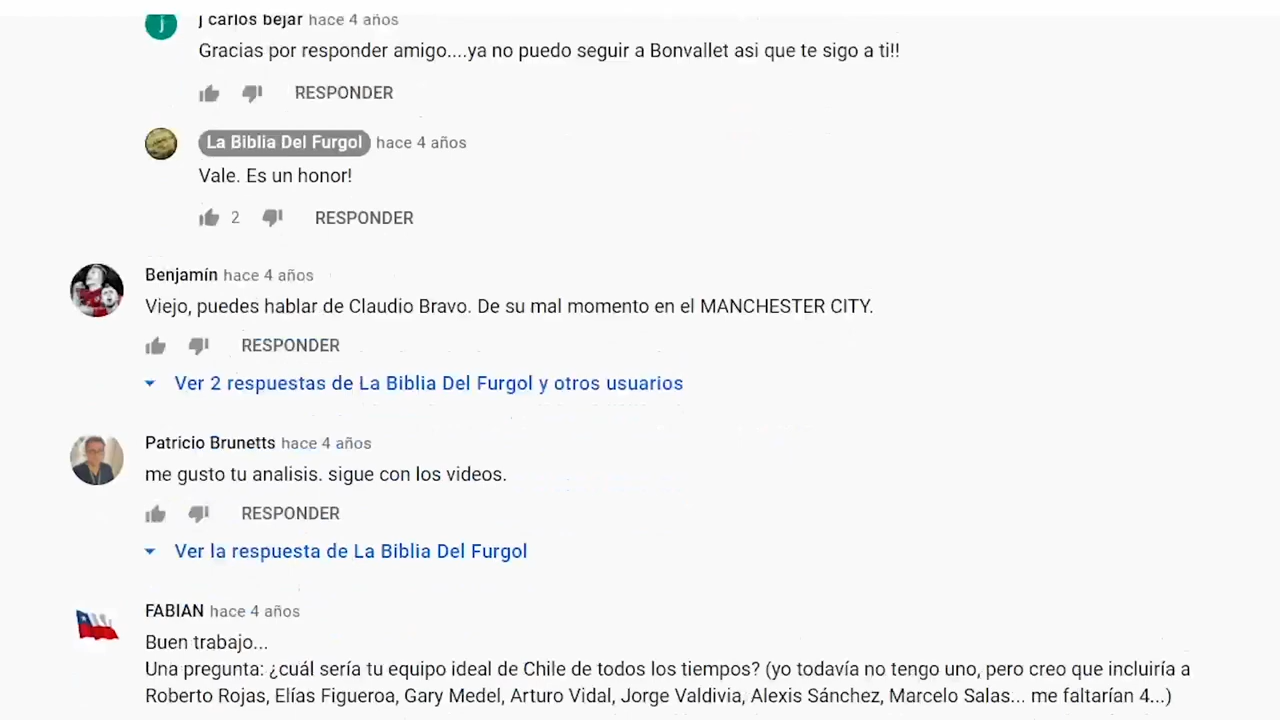 j
j carlos bejar hace 4 años
Gracias por responder amigo....ya no puedo seguir a Bonvallet asi que te sigo a ti!!
RESPONDER
La Biblia Del Furgol hace 4 años
Vale. Es un honor!
2 RESPONDER
Benjamín hace 4 años
Viejo, puedes hablar de Claudio Bravo. De su mal momento en el MANCHESTER CITY.
RESPONDER
Ver 2 respuestas de La Biblia Del Furgol y otros usuarios
Patricio Brunetts hace 4 años
me gusto tu analisis. sigue con los videos.
RESPONDER
Ver la respuesta de La Biblia Del Furgol
FABIAN hace 4 años
Buen trabajo...
Una pregunta: ¿cuál sería tu equipo ideal de Chile de todos los tiempos? (yo todavía no tengo uno, pero creo que incluiría a
Roberto Rojas, Elías Figueroa, Gary Medel, Arturo Vidal, Jorge Valdivia, Alexis Sánchez, Marcelo Salas... me faltarían 4...)